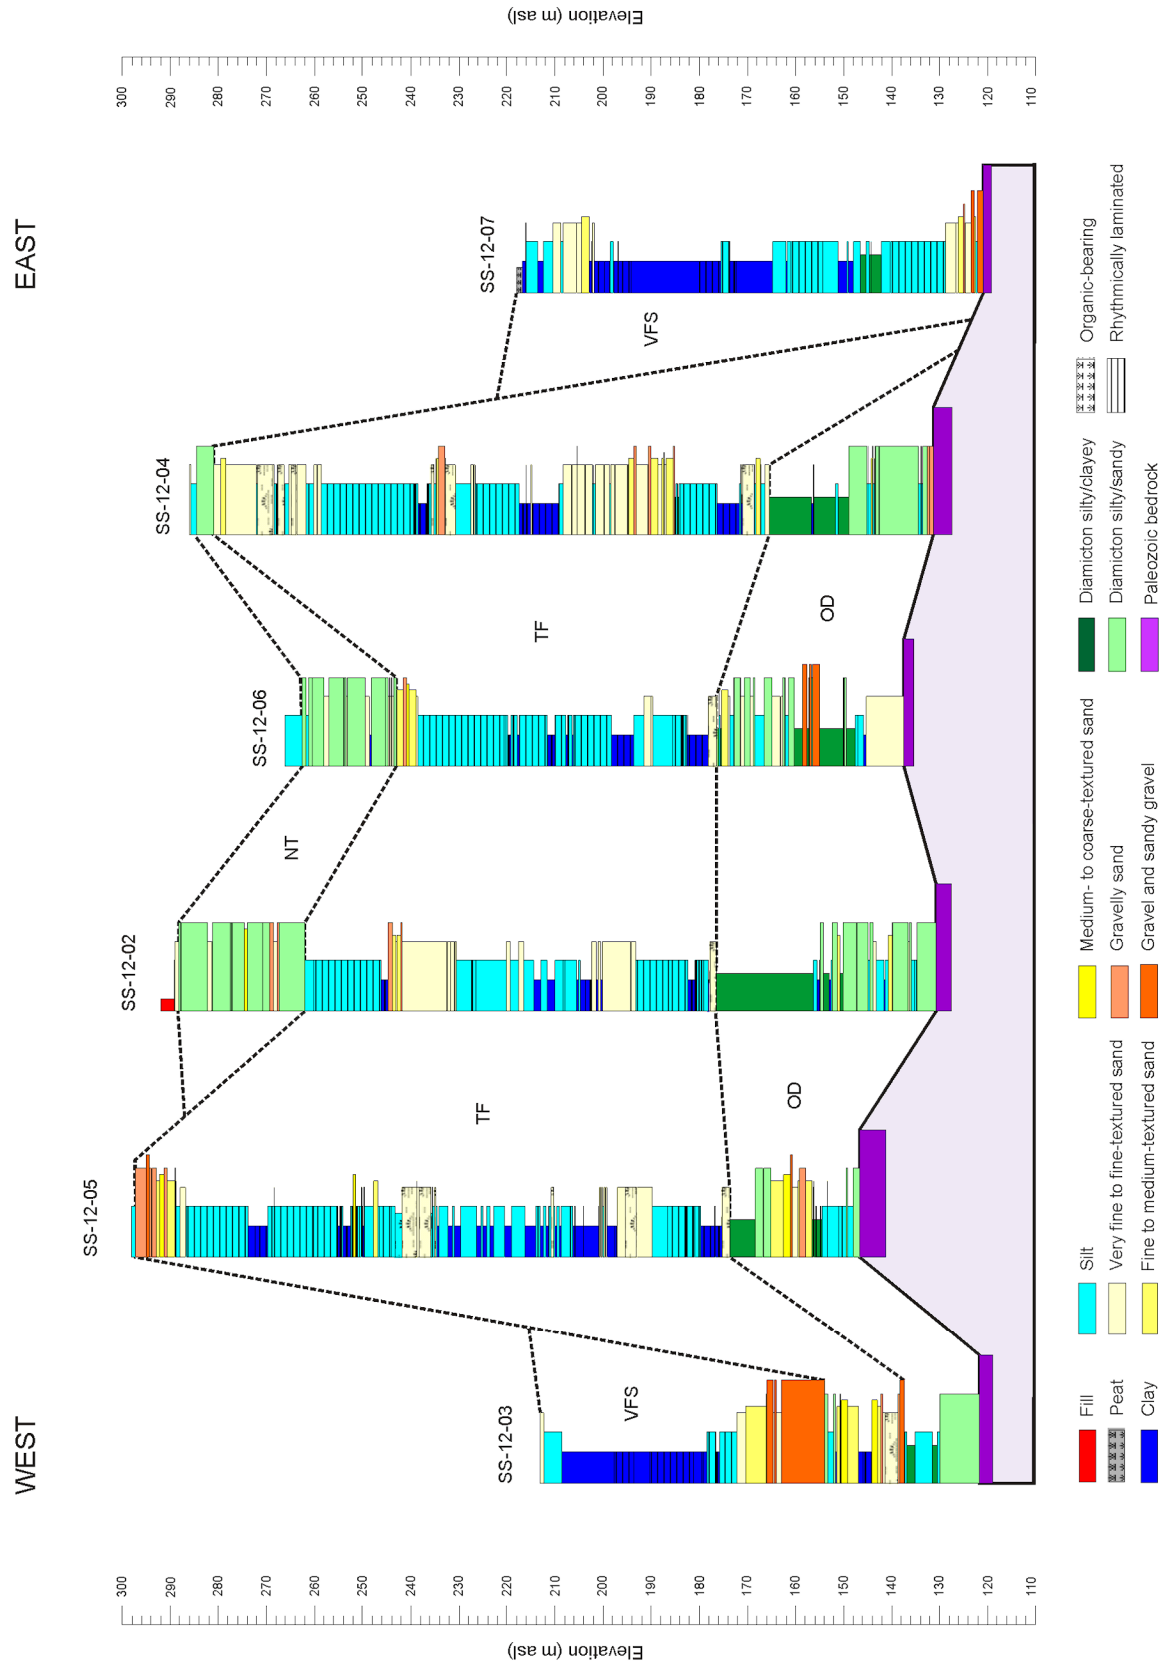 WEST
EAST
Elevation (m asl)
300
290
280
270
260
250
240
230
220
210
200
190
180
170
160
150
140
130
120
110
Elevation (m asl)
300
290
280
270
260
250
240
230
220
210
200
190
180
170
160
150
140
130
120
110
SS-12-03
SS-12-05
SS-12-02
SS-12-06
SS-12-04
SS-12-07
VFS
TF
OD
NT
TF
OD
VFS
Fill
Peat
Clay
Silt
Very fine to fine-textured sand
Fine to medium-textured sand
Medium- to coarse-textured sand
Gravelly sand
Gravel and sandy gravel
Diamicton silty/clayey
Diamicton silty/sandy
Paleozoic bedrock
Organic-bearing
Rhythmically laminated